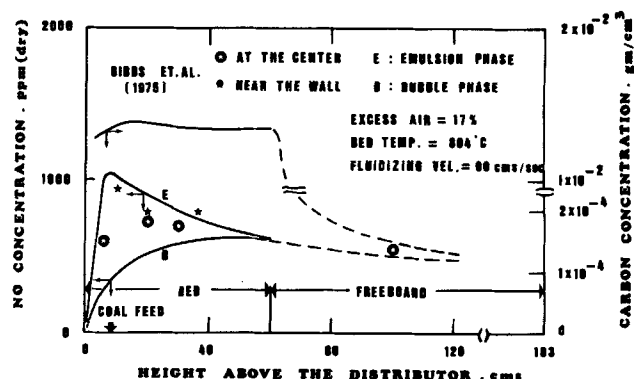 2000
1000
0
NO CONCENTRATION . ppm (dry)
GIBBS ET.AL.
(1975)
AT THE CENTER
NEAR THE WALL
E : EMULSION PHASE
B : BUBBLE PHASE
EXCESS AIR = 17%
BED TEMP. = 804°C
FLUIDIZING VEL. = 90 cms/sec
E
B
BED
FREEBOARD
COAL FEED
0
40
80
120
183
HEIGHT ABOVE THE DISTRIBUTOR . cms
2x10⁻²
1x10⁻²
2x10⁻⁴
1x10⁻⁴
0
CARBON CONCENTRATION. gm/cm³